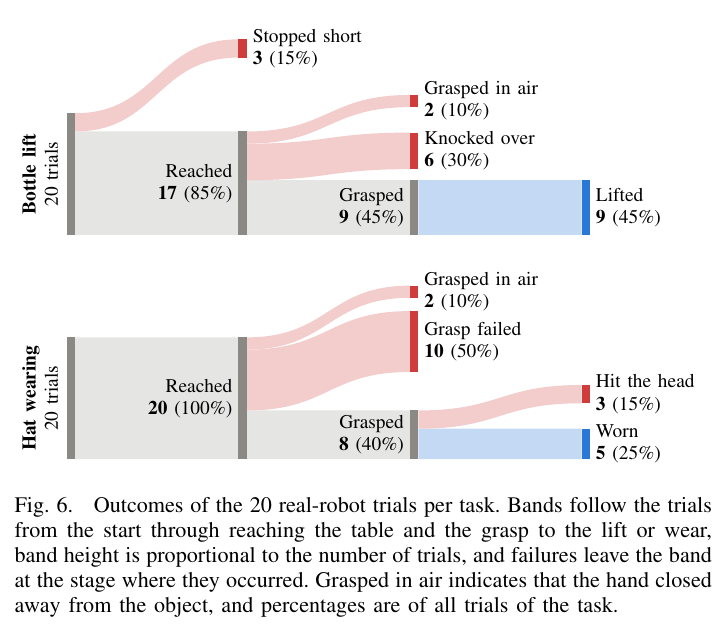 Stopped short
3 (15%)
Grasped in air
2 (10%)
Knocked over
6 (30%)
Bottle lift
20 trials
Reached
17 (85%)
Grasped
9 (45%)
Lifted
9 (45%)
Grasped in air
2 (10%)
Grasp failed
10 (50%)
Hat wearing
20 trials
Reached
20 (100%)
Hit the head
3 (15%)
Grasped
8 (40%)
Worn
5 (25%)
Fig. 6. Outcomes of the 20 real-robot trials per task. Bands follow the trials
from the start through reaching the table and the grasp to the lift or wear,
band height is proportional to the number of trials, and failures leave the band
at the stage where they occurred. Grasped in air indicates that the hand closed
away from the object, and percentages are of all trials of the task.